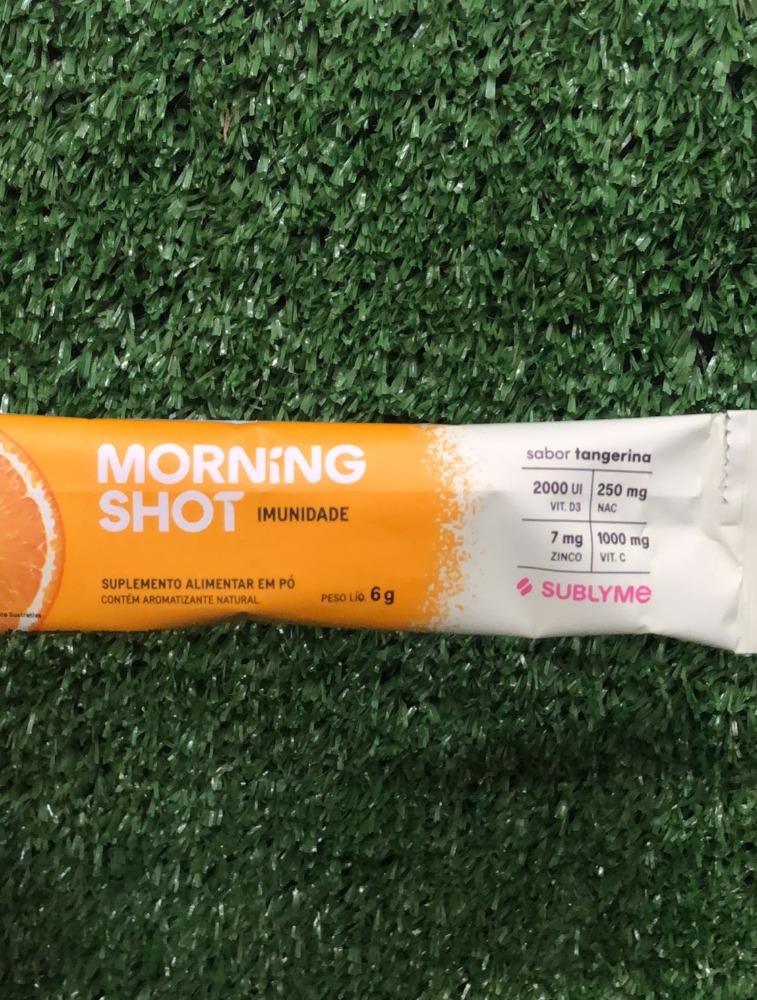 MORNiNG
SHOT IMUNIDADE
SUPLEMENTO ALIMENTAR EM PÓ
CONTÉM AROMATIZANTE NATURAL.
PESO LÍQ. 6g
sabor tangerina
2000 UI 250 mg
VIT. D3 NAC
7 mg 1000 mg
ZINCO VIT. C
SUBLYMe